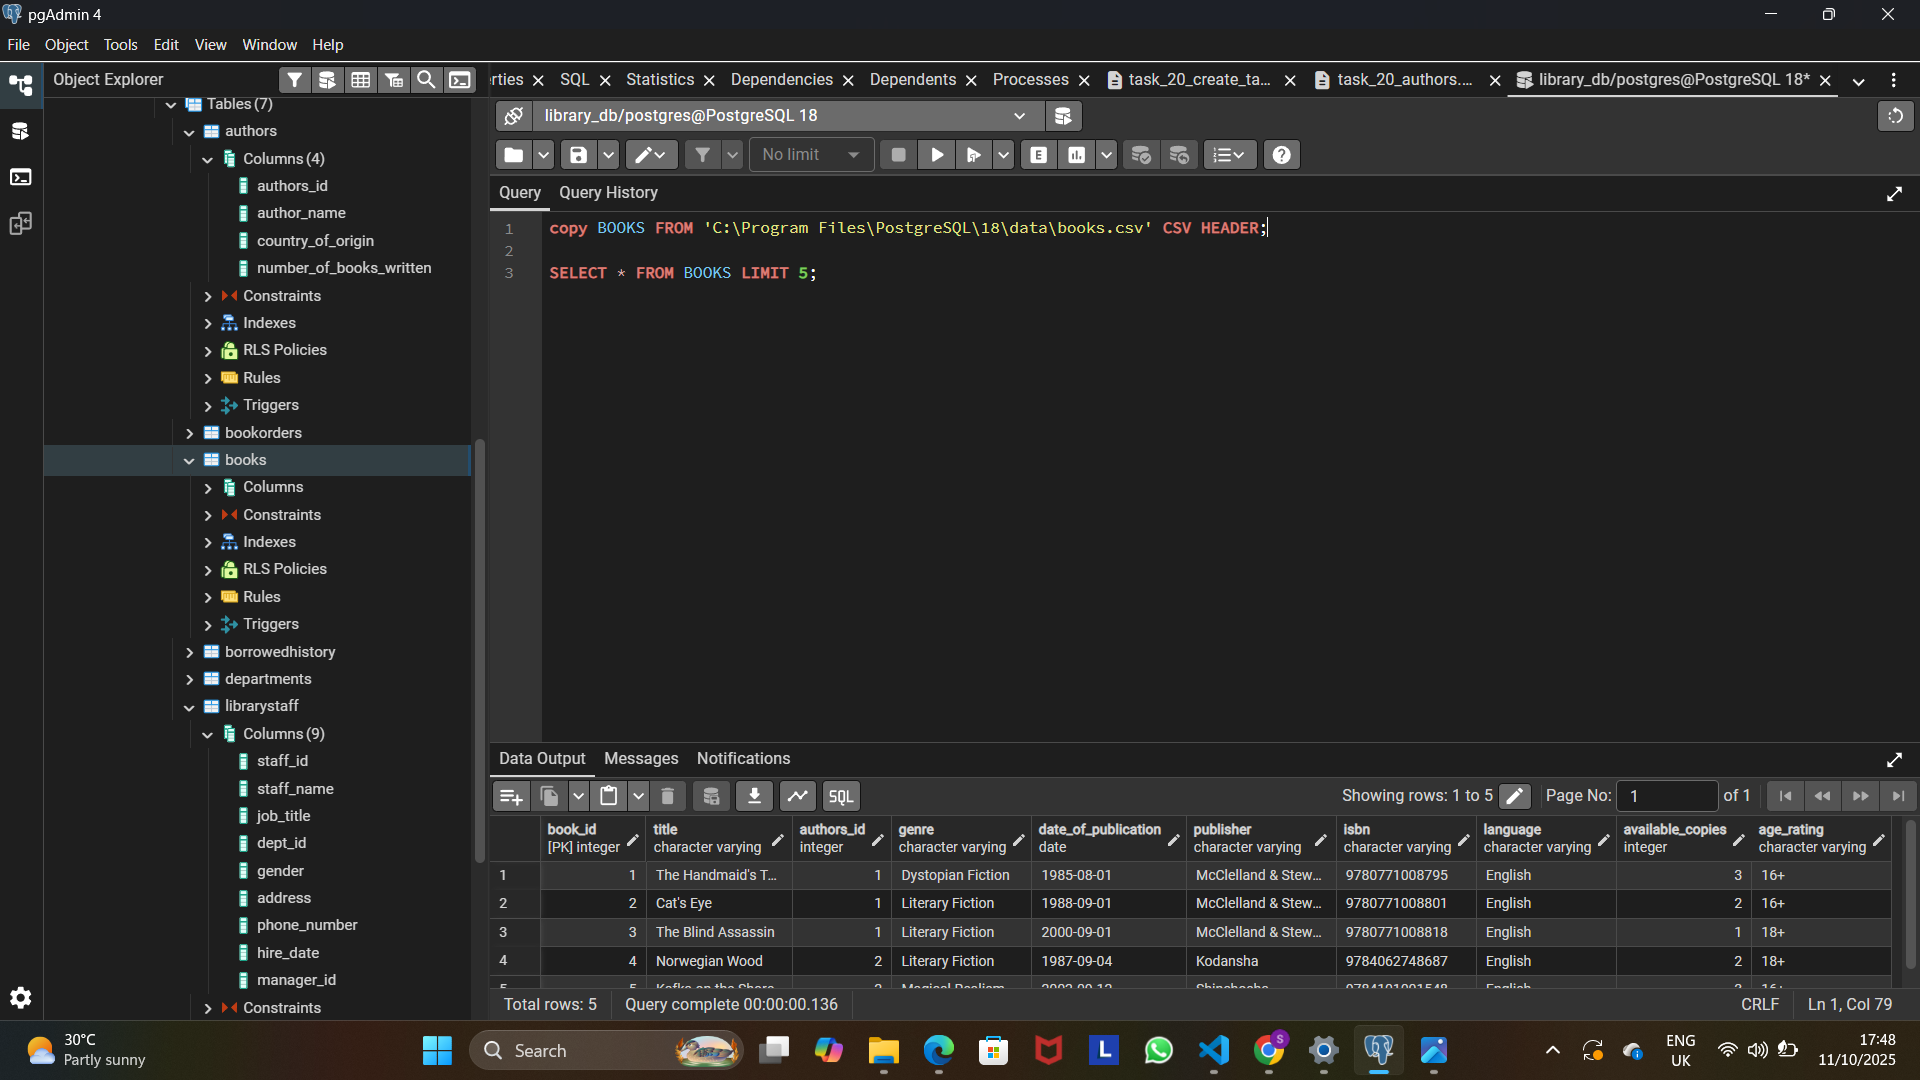 pgAdmin 4
File Object Tools Edit View Window Help
Object Explorer
rties SQL Statistics Dependencies Dependents Processes task_20_create_ta... task_20_authors.... library_db/postgres@PostgreSQL 18*
Tables (7)
authors
Columns (4)
authors_id
author_name
country_of_origin
number_of_books_written
Constraints
Indexes
RLS Policies
Rules
Triggers
bookorders
books
Columns
Constraints
Indexes
RLS Policies
Rules
Triggers
borrowedhistory
departments
librarystaff
Columns (9)
staff_id
staff_name
job_title
dept_id
gender
address
phone_number
hire_date
manager_id
Constraints
library_db/postgres@PostgreSQL 18
No limit
E
Query Query History
1 copy BOOKS FROM 'C:\Program Files\PostgreSQL\18\data\books.csv' CSV HEADER;
2
3 SELECT * FROM BOOKS LIMIT 5;
Data Output Messages Notifications
SQL Showing rows: 1 to 5 Page No: 1 of 1
book_id title authors_id genre date_of_publication publisher isbn language available_copies age_rating
[PK] integer character varying integer character varying date character varying character varying character varying integer character varying
1 1 The Handmaid's T... 1 Dystopian Fiction 1985-08-01 McClelland & Stew... 9780771008795 English 3 16+
2 2 Cat's Eye 1 Literary Fiction 1988-09-01 McClelland & Stew... 9780771008801 English 2 16+
3 3 The Blind Assassin 1 Literary Fiction 2000-09-01 McClelland & Stew... 9780771008818 English 1 18+
4 4 Norwegian Wood 2 Literary Fiction 1987-09-04 Kodansha 9784062748687 English 2 18+
Total rows: 5 Query complete 00:00:00.136 CRLF Ln 1, Col 79
30°C
Partly sunny
Search
L
S
ENG
UK
17:48
11/10/2025